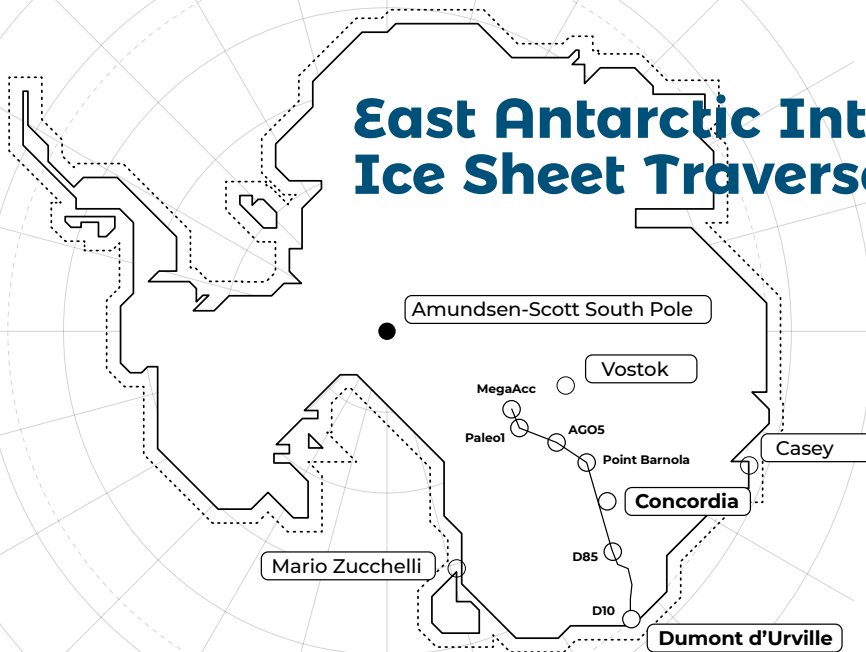 East Antarctic Int
Ice Sheet Travers
Amundsen-Scott South Pole
Vostok
MegaAcc
Paleo1
AGO5
Point Barnola
Casey
Concordia
D85
Mario Zucchelli
D10
Dumont d’Urville